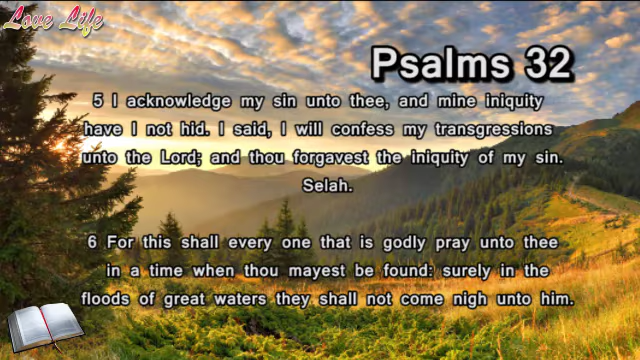 Love Life
Psalms 32
5 I acknowledge my sin unto thee, and mine iniquity
have I not hid. I said, I will confess my transgressions
unto the Lord; and thou forgavest the iniquity of my sin.
Selah.
6 For this shall every one that is godly pray unto thee
in a time when thou mayest be found: surely in the
floods of great waters they shall not come nigh unto him.